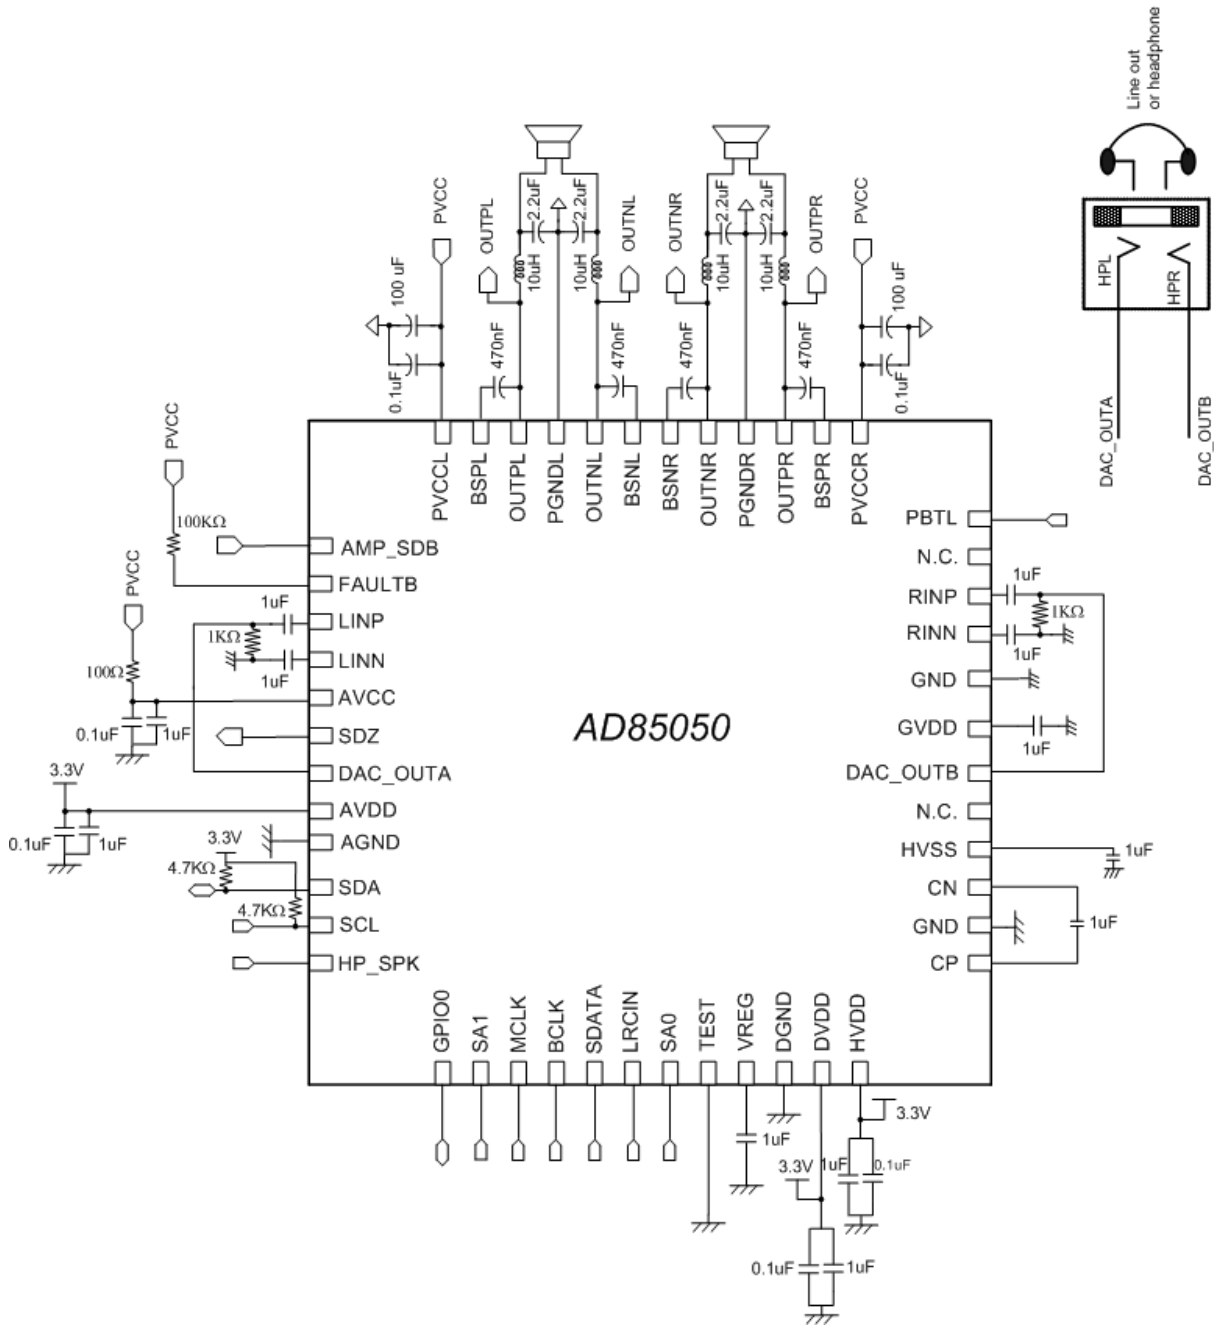 Line out
or headphone
HPL
HPR
DAC_OUTA
DAC_OUTB
PVCC
OUTPL
2.2uF
2.2uF
OUTNL
OUTNR
2.2uF
2.2uF
OUTPR
PVCC
100 uF
10uH
10uH
10uH
10uH
100 uF
0.1uF
470nF
470nF
470nF
470nF
0.1uF
PVCCL
BSPL
OUTPL
PGNDL
OUTNL
BSNL
BSNR
OUTNR
PGNDR
OUTPR
BSPR
PVCCR
PVCC
100KΩ
AMP_SDB
FAULTB
PVCC
1uF
LINP
1KΩ
LINN
1uF
100Ω
AVCC
0.1uF
1uF
SDZ
DAC_OUTA
3.3V
AVDD
0.1uF
1uF
AGND
3.3V
4.7KΩ
SDA
4.7KΩ
SCL
HP_SPK
AD85050
PBTL
N.C.
1uF
RINP
1KΩ
RINN
1uF
GND
GVDD
1uF
DAC_OUTB
N.C.
HVSS
1uF
CN
GND
1uF
CP
GPIO0
SA1
MCLK
BCLK
SDATA
LRCIN
SA0
TEST
VREG
DGND
DVDD
HVDD
3.3V
1uF
3.3V
1uF
0.1uF
0.1uF
1uF